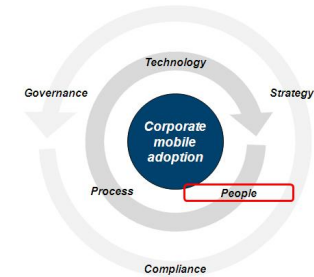 Technology
Governance
Strategy
Corporate
mobile
adoption
Process
People
Compliance